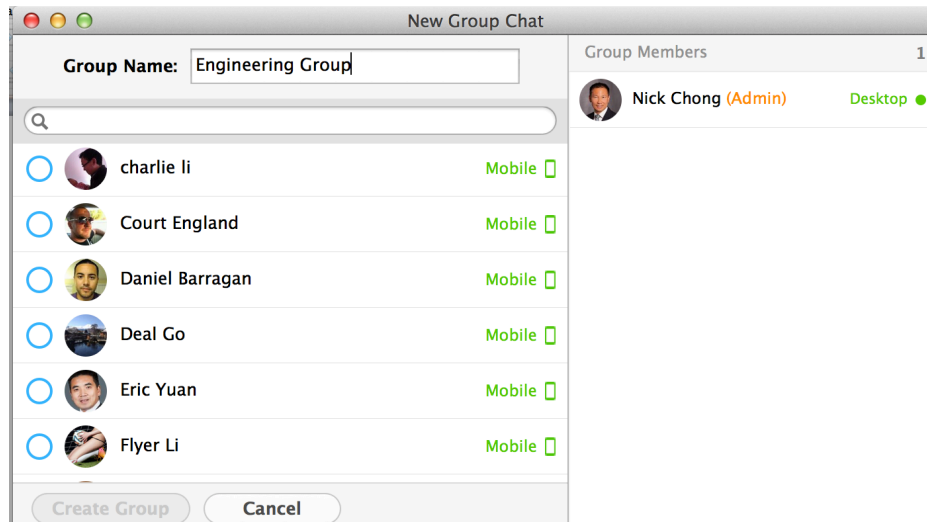 New Group Chat
Group Name: Engineering Group
Group Members 1
Nick Chong (Admin) Desktop
charlie li Mobile
Court England Mobile
Daniel Barragan Mobile
Deal Go Mobile
Eric Yuan Mobile
Flyer Li Mobile
Create Group Cancel